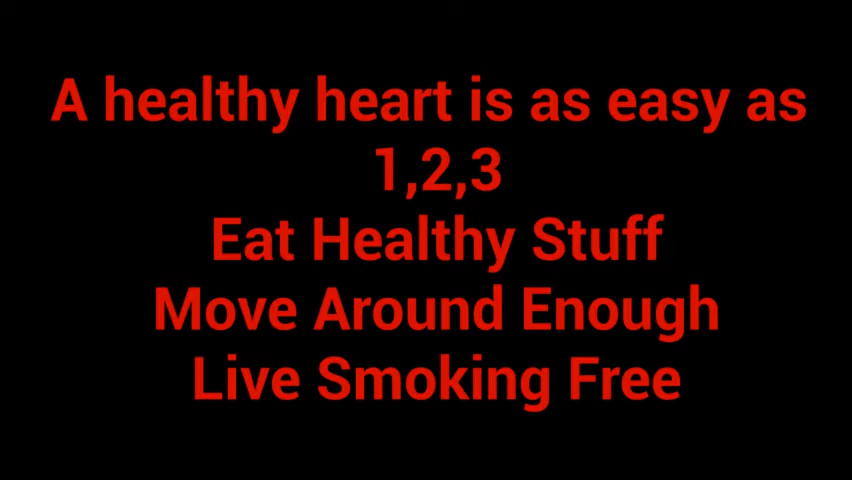 A healthy heart is as easy as
1,2,3
Eat Healthy Stuff
Move Around Enough
Live Smoking Free